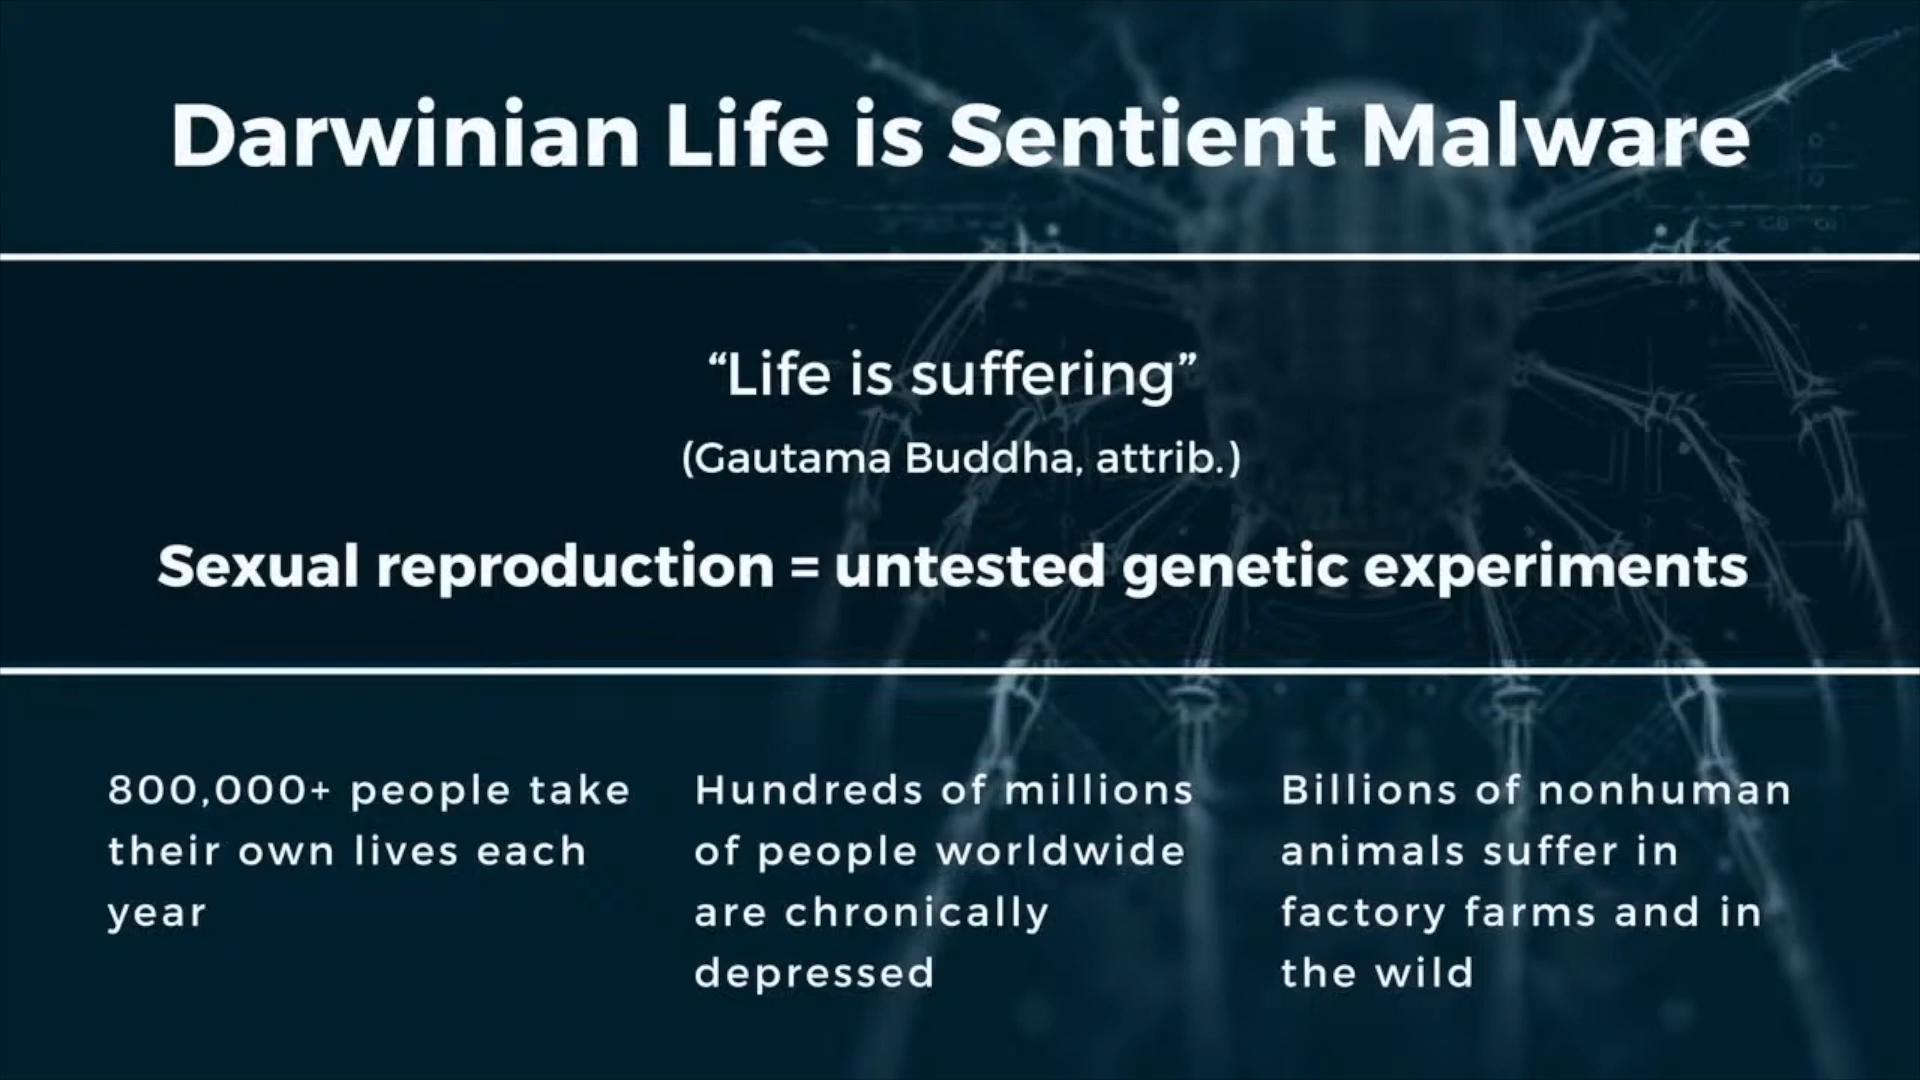 Darwinian Life is Sentient Malware
“Life is suffering”
(Gautama Buddha, attrib.)
Sexual reproduction = untested genetic experiments
800,000+ people take
their own lives each
year
Hundreds of millions
of people worldwide
are chronically
depressed
Billions of nonhuman
animals suffer in
factory farms and in
the wild